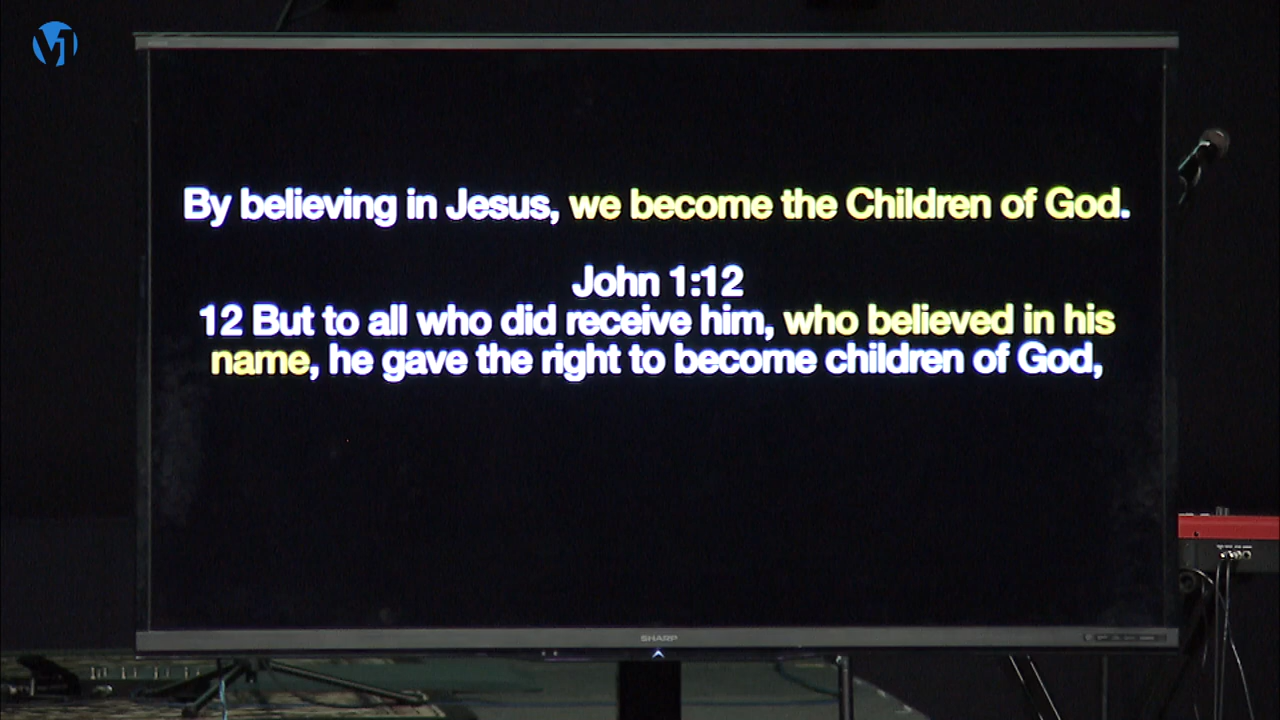 By believing in Jesus, we become the Children of God.
John 1:12
12 But to all who did receive him, who believed in his
name, he gave the right to become children of God,
SHARP